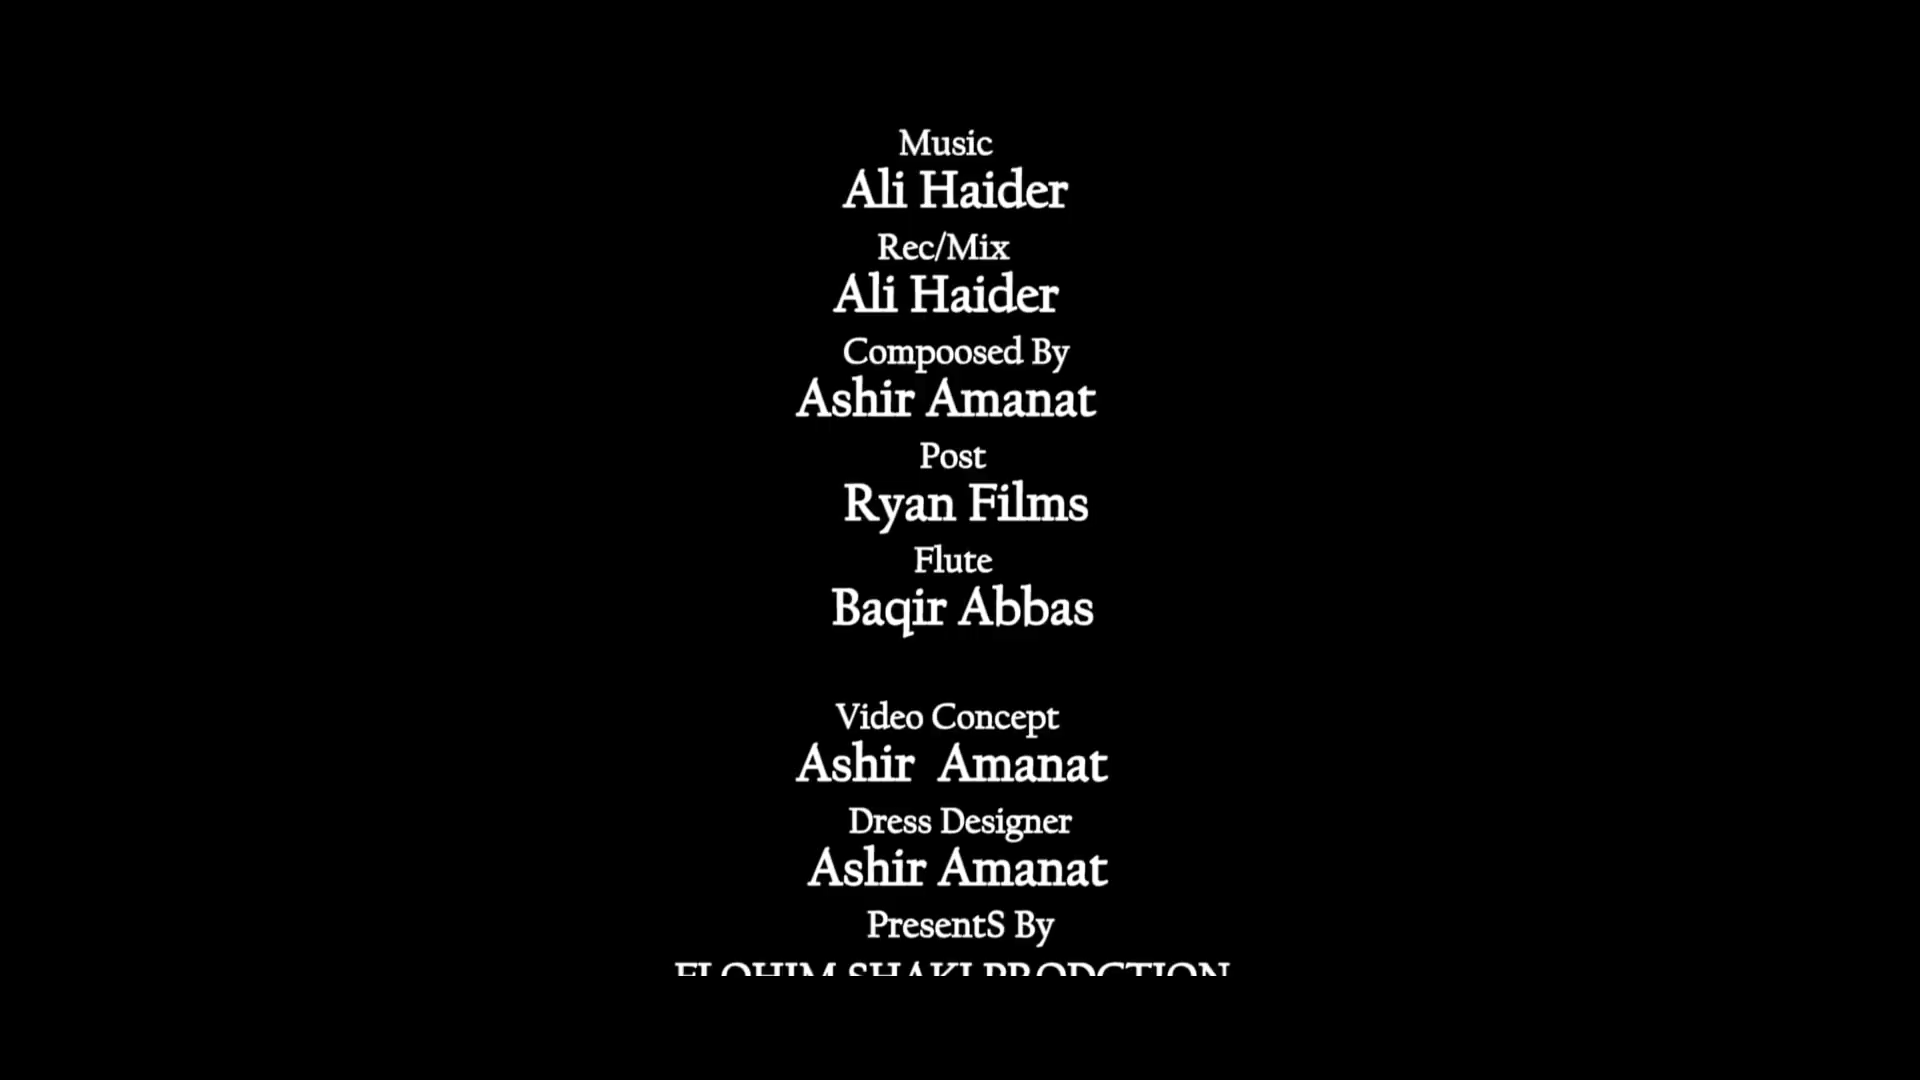 Music
Ali Haider
Rec/Mix
Ali Haider
Compoosed By
Ashir Amanat
Post
Ryan Films
Flute
Baqir Abbas
Video Concept
Ashir  Amanat
Dress Designer
Ashir Amanat
PresentS By